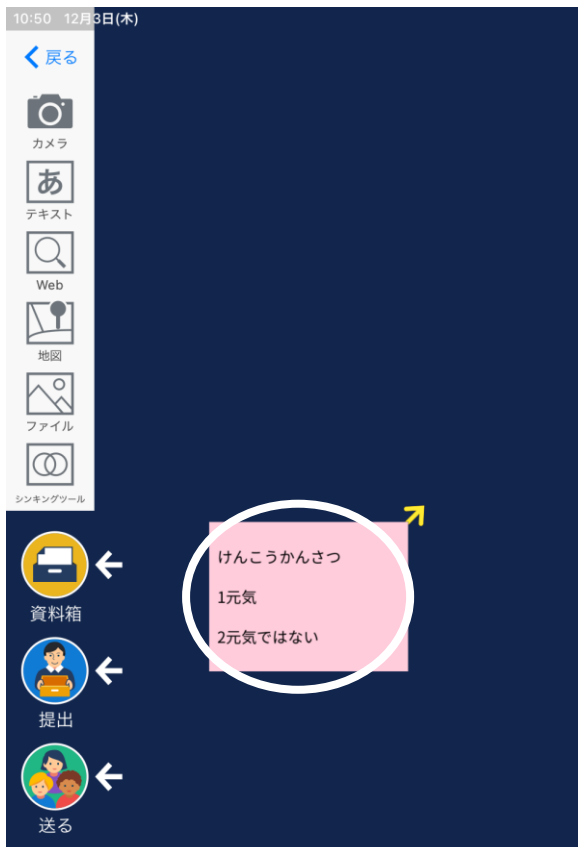 10:50 12月3日(木)
戻る
カメラ
あ
テキスト
Web
地図
ファイル
シンキングツール
けんこうかんさつ
1元気
2元気ではない
資料箱
提出
送る